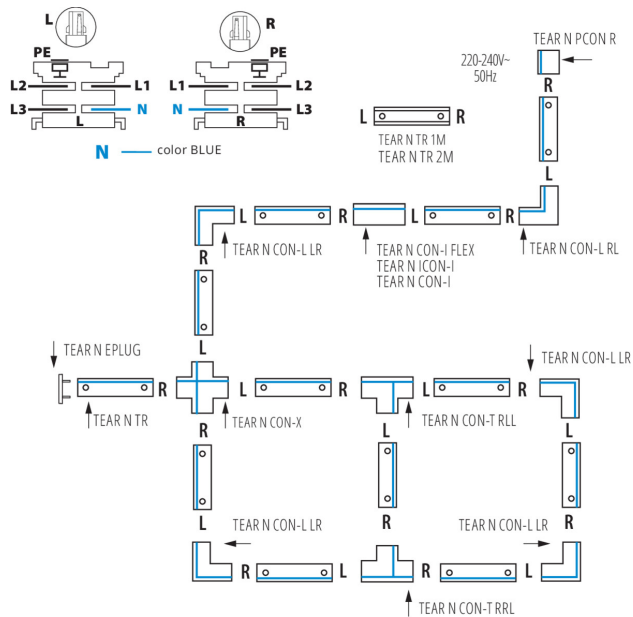 L
R
PE
PE
L2
L1
L1
L2
L3
N
N
L3
L
R
N
color BLUE
TEAR N PCON R
220-240V~
50Hz
R
L
R
TEAR N TR 1M
TEAR N TR 2M
L
L
R
L
R
TEAR N CON-L LR
TEAR N CON-I FLEX
TEAR N ICON-I
TEAR N CON-I
TEAR N CON-L RL
R
L
TEAR N EPLUG
TEAR N CON-L LR
R
L
R
L
R
TEAR N TR
TEAR N CON-X
TEAR N CON-T RLL
R
L
L
L
R
R
TEAR N CON-L LR
TEAR N CON-L LR
R
L
R
L
TEAR N CON-T RRL